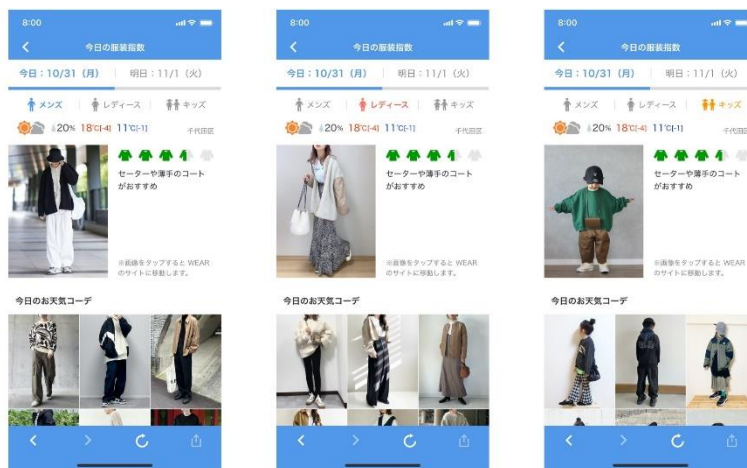 8:00
今日の服装指数
今日：10/31（月）
明日：11/1（火）
メンズ
レディース
キッズ
20% 18℃[-4] 11℃[-1]
千代田区
セーターや薄手のコート
がおすすめ
※画像をタップすると WEAR
のサイトに移動します。
今日のお天気コーデ
8:00
今日の服装指数
今日：10/31（月）
明日：11/1（火）
メンズ
レディース
キッズ
20% 18℃[-4] 11℃[-1]
千代田区
セーターや薄手のコート
がおすすめ
※画像をタップすると WEAR
のサイトに移動します。
今日のお天気コーデ
8:00
今日の服装指数
今日：10/31（月）
明日：11/1（火）
メンズ
レディース
キッズ
20% 18℃[-4] 11℃[-1]
千代田区
セーターや薄手のコート
がおすすめ
※画像をタップすると WEAR
のサイトに移動します。
今日のお天気コーデ